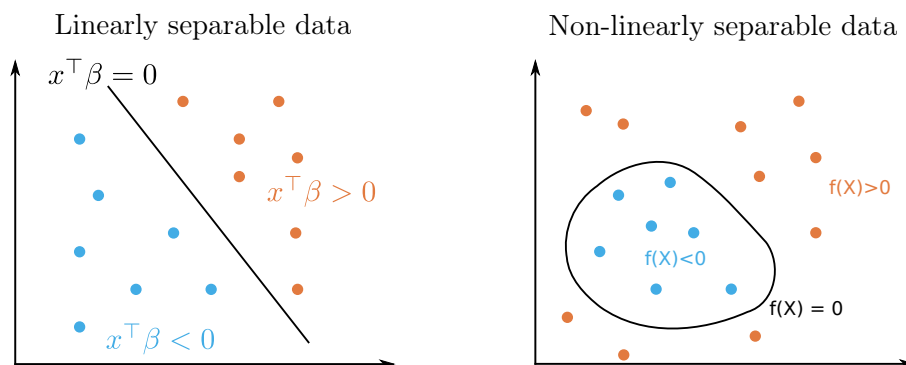 Linearly separable data
x⊤β = 0
x⊤β > 0
x⊤β < 0
Non-linearly separable data
f(X)>0
f(X)<0
f(X) = 0